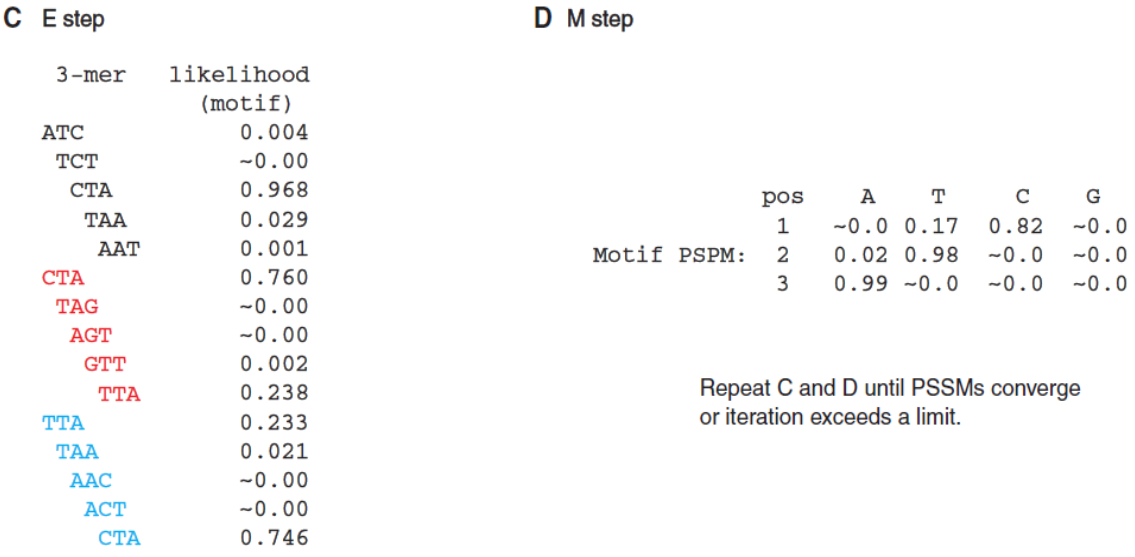 C E step
3-mer likelihood
(motif)
ATC 0.004
TCT ~0.00
CTA 0.968
TAA 0.029
AAT 0.001
CTA 0.760
TAG ~0.00
AGT ~0.00
GTT 0.002
TTA 0.238
TTA 0.233
TAA 0.021
AAC ~0.00
ACT ~0.00
CTA 0.746
D M step
pos A T C G
1 ~0.0 0.17 0.82 ~0.0
Motif PSPM: 2 0.02 0.98 ~0.0 ~0.0
3 0.99 ~0.0 ~0.0 ~0.0
Repeat C and D until PSSMs converge
or iteration exceeds a limit.